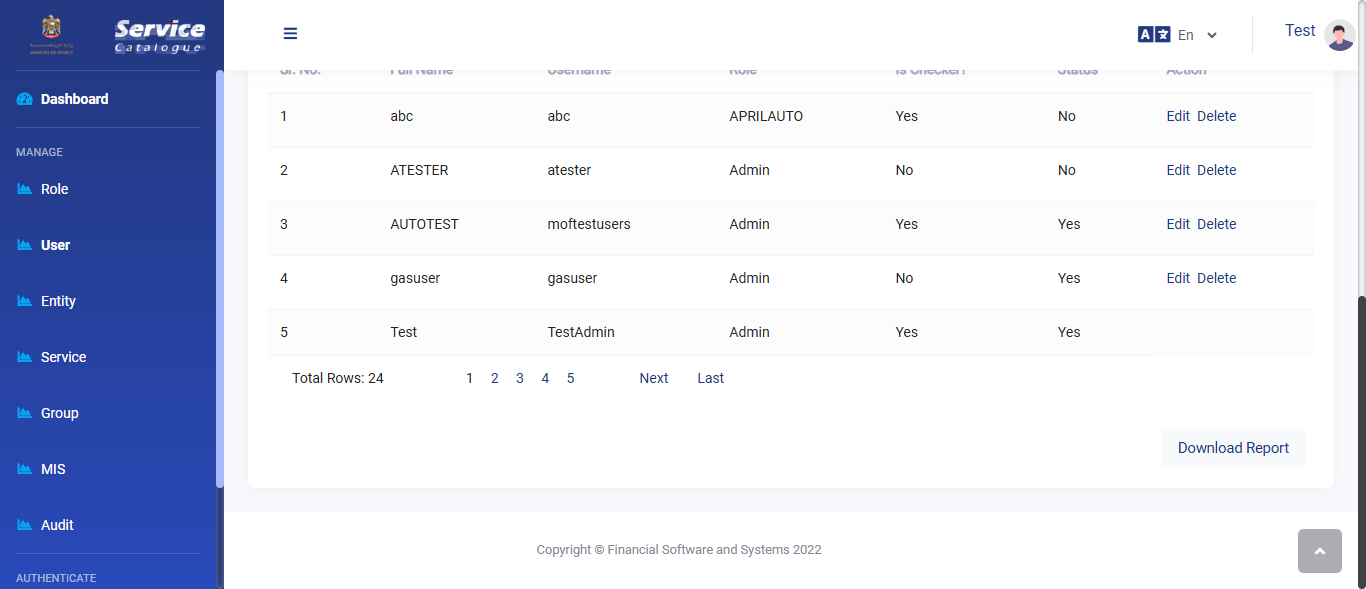 Service
Catalogue
MINISTRY OF SPORTS
En
Test
Dashboard
MANAGE
Role
User
Entity
Service
Group
MIS
Audit
AUTHENTICATE
Sr. No. Full Name Username Role Is Checker? Status Action
1 abc abc APRILAUTO Yes No Edit Delete
2 ATESTER atester Admin No No Edit Delete
3 AUTOTEST moftestusers Admin Yes Yes Edit Delete
4 gasuser gasuser Admin No Yes Edit Delete
5 Test TestAdmin Admin Yes Yes
Total Rows: 24 1 2 3 4 5 Next Last
Download Report
Copyright © Financial Software and Systems 2022